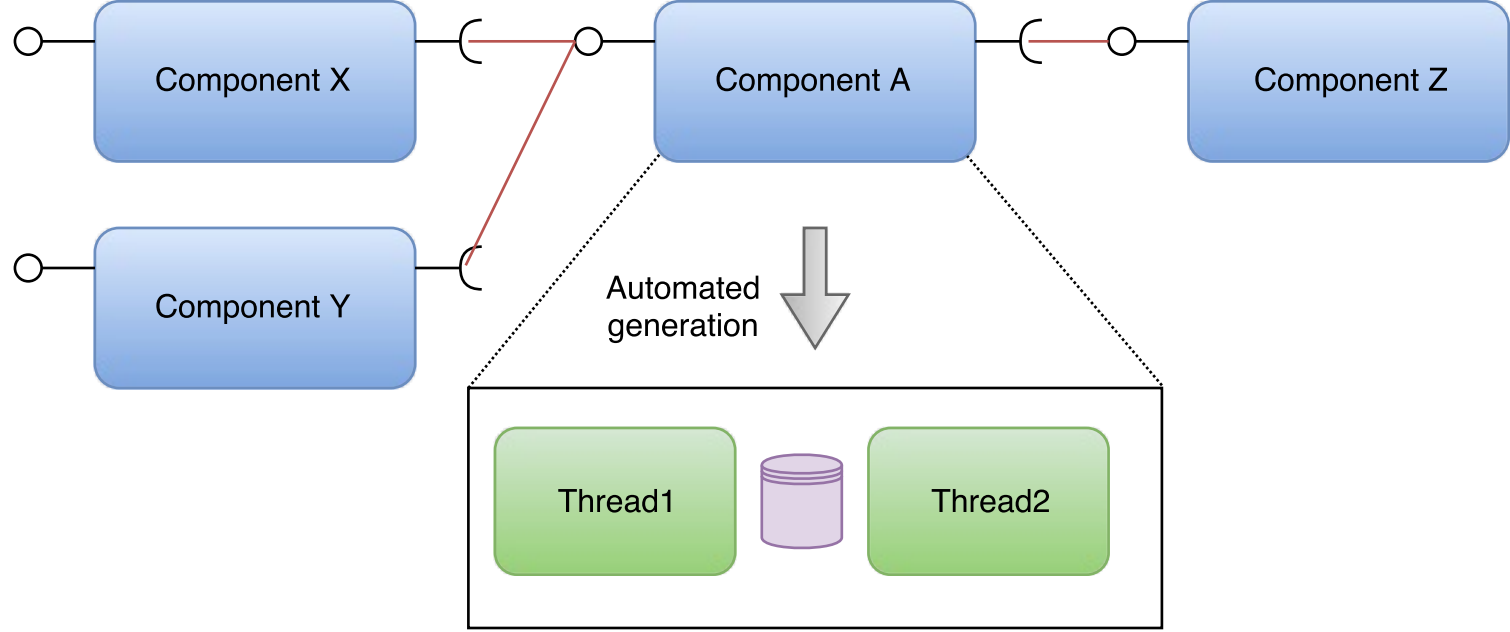 Component X
Component A
Component Z
Component Y
Automated
generation
Thread1
Thread2